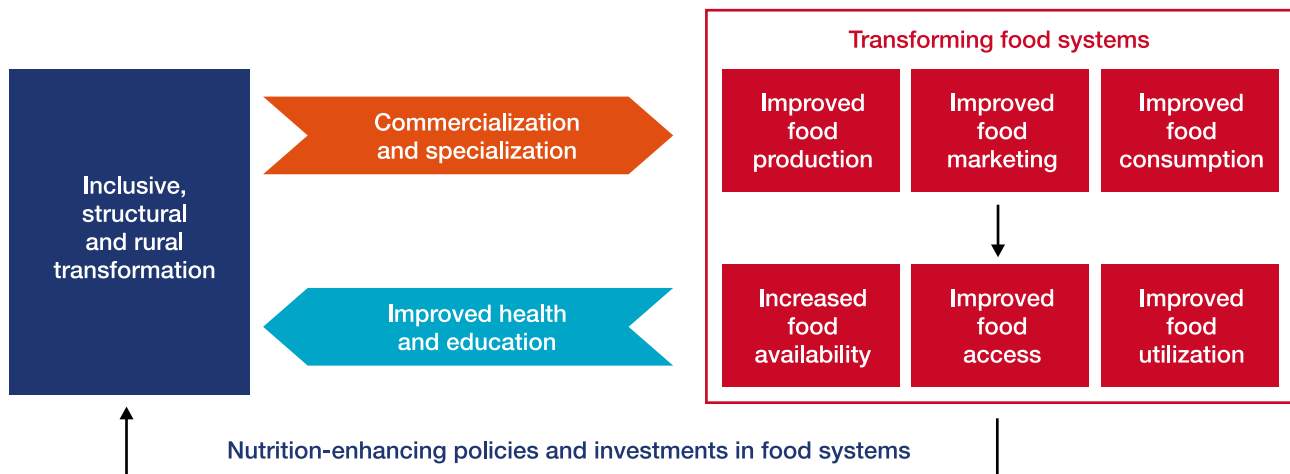 Transforming food systems
Inclusive,
structural
and rural
transformation
Commercialization
and specialization
Improved
food
production
Improved
food
marketing
Improved
food
consumption
Improved health
and education
Increased
food
availability
Improved
food
access
Improved
food
utilization
Nutrition-enhancing policies and investments in food systems